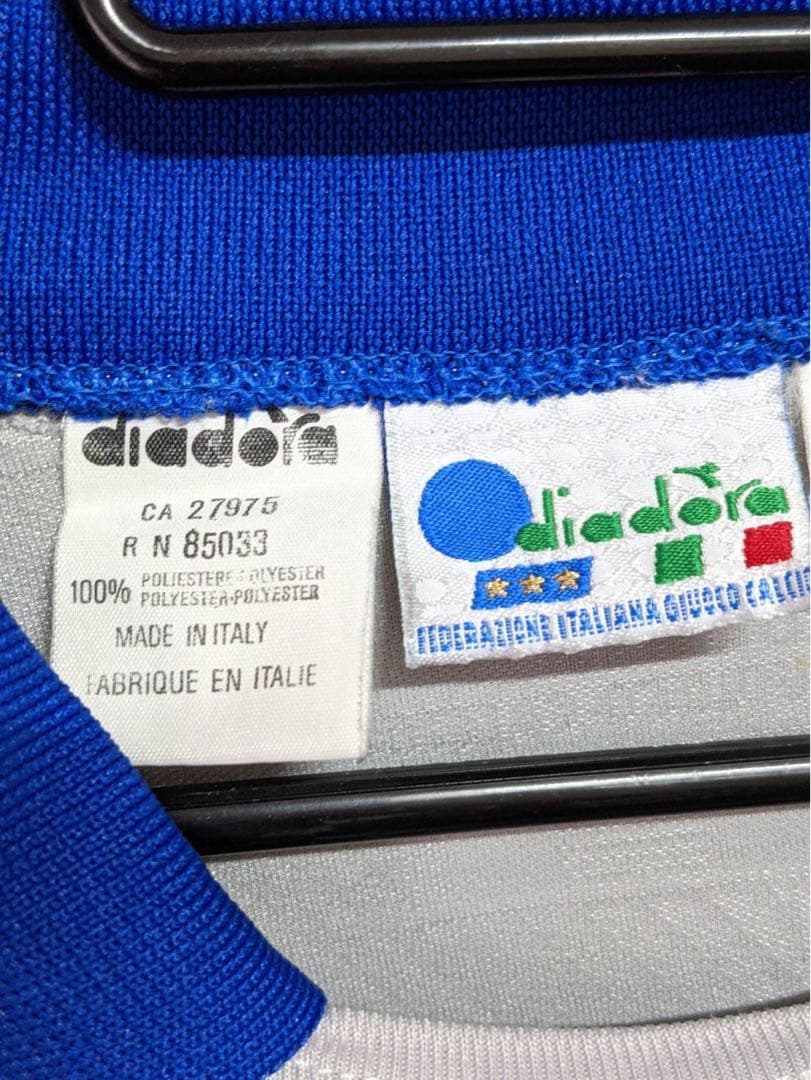 diadora
CA 27975
R N 85033
100% POLIESTERE-POLYESTER
POLYESTER-POLYESTER
MADE IN ITALY
FABRIQUE EN ITALIE
diadora
FEDERAZIONE ITALIANA GIUOCO CALCIO